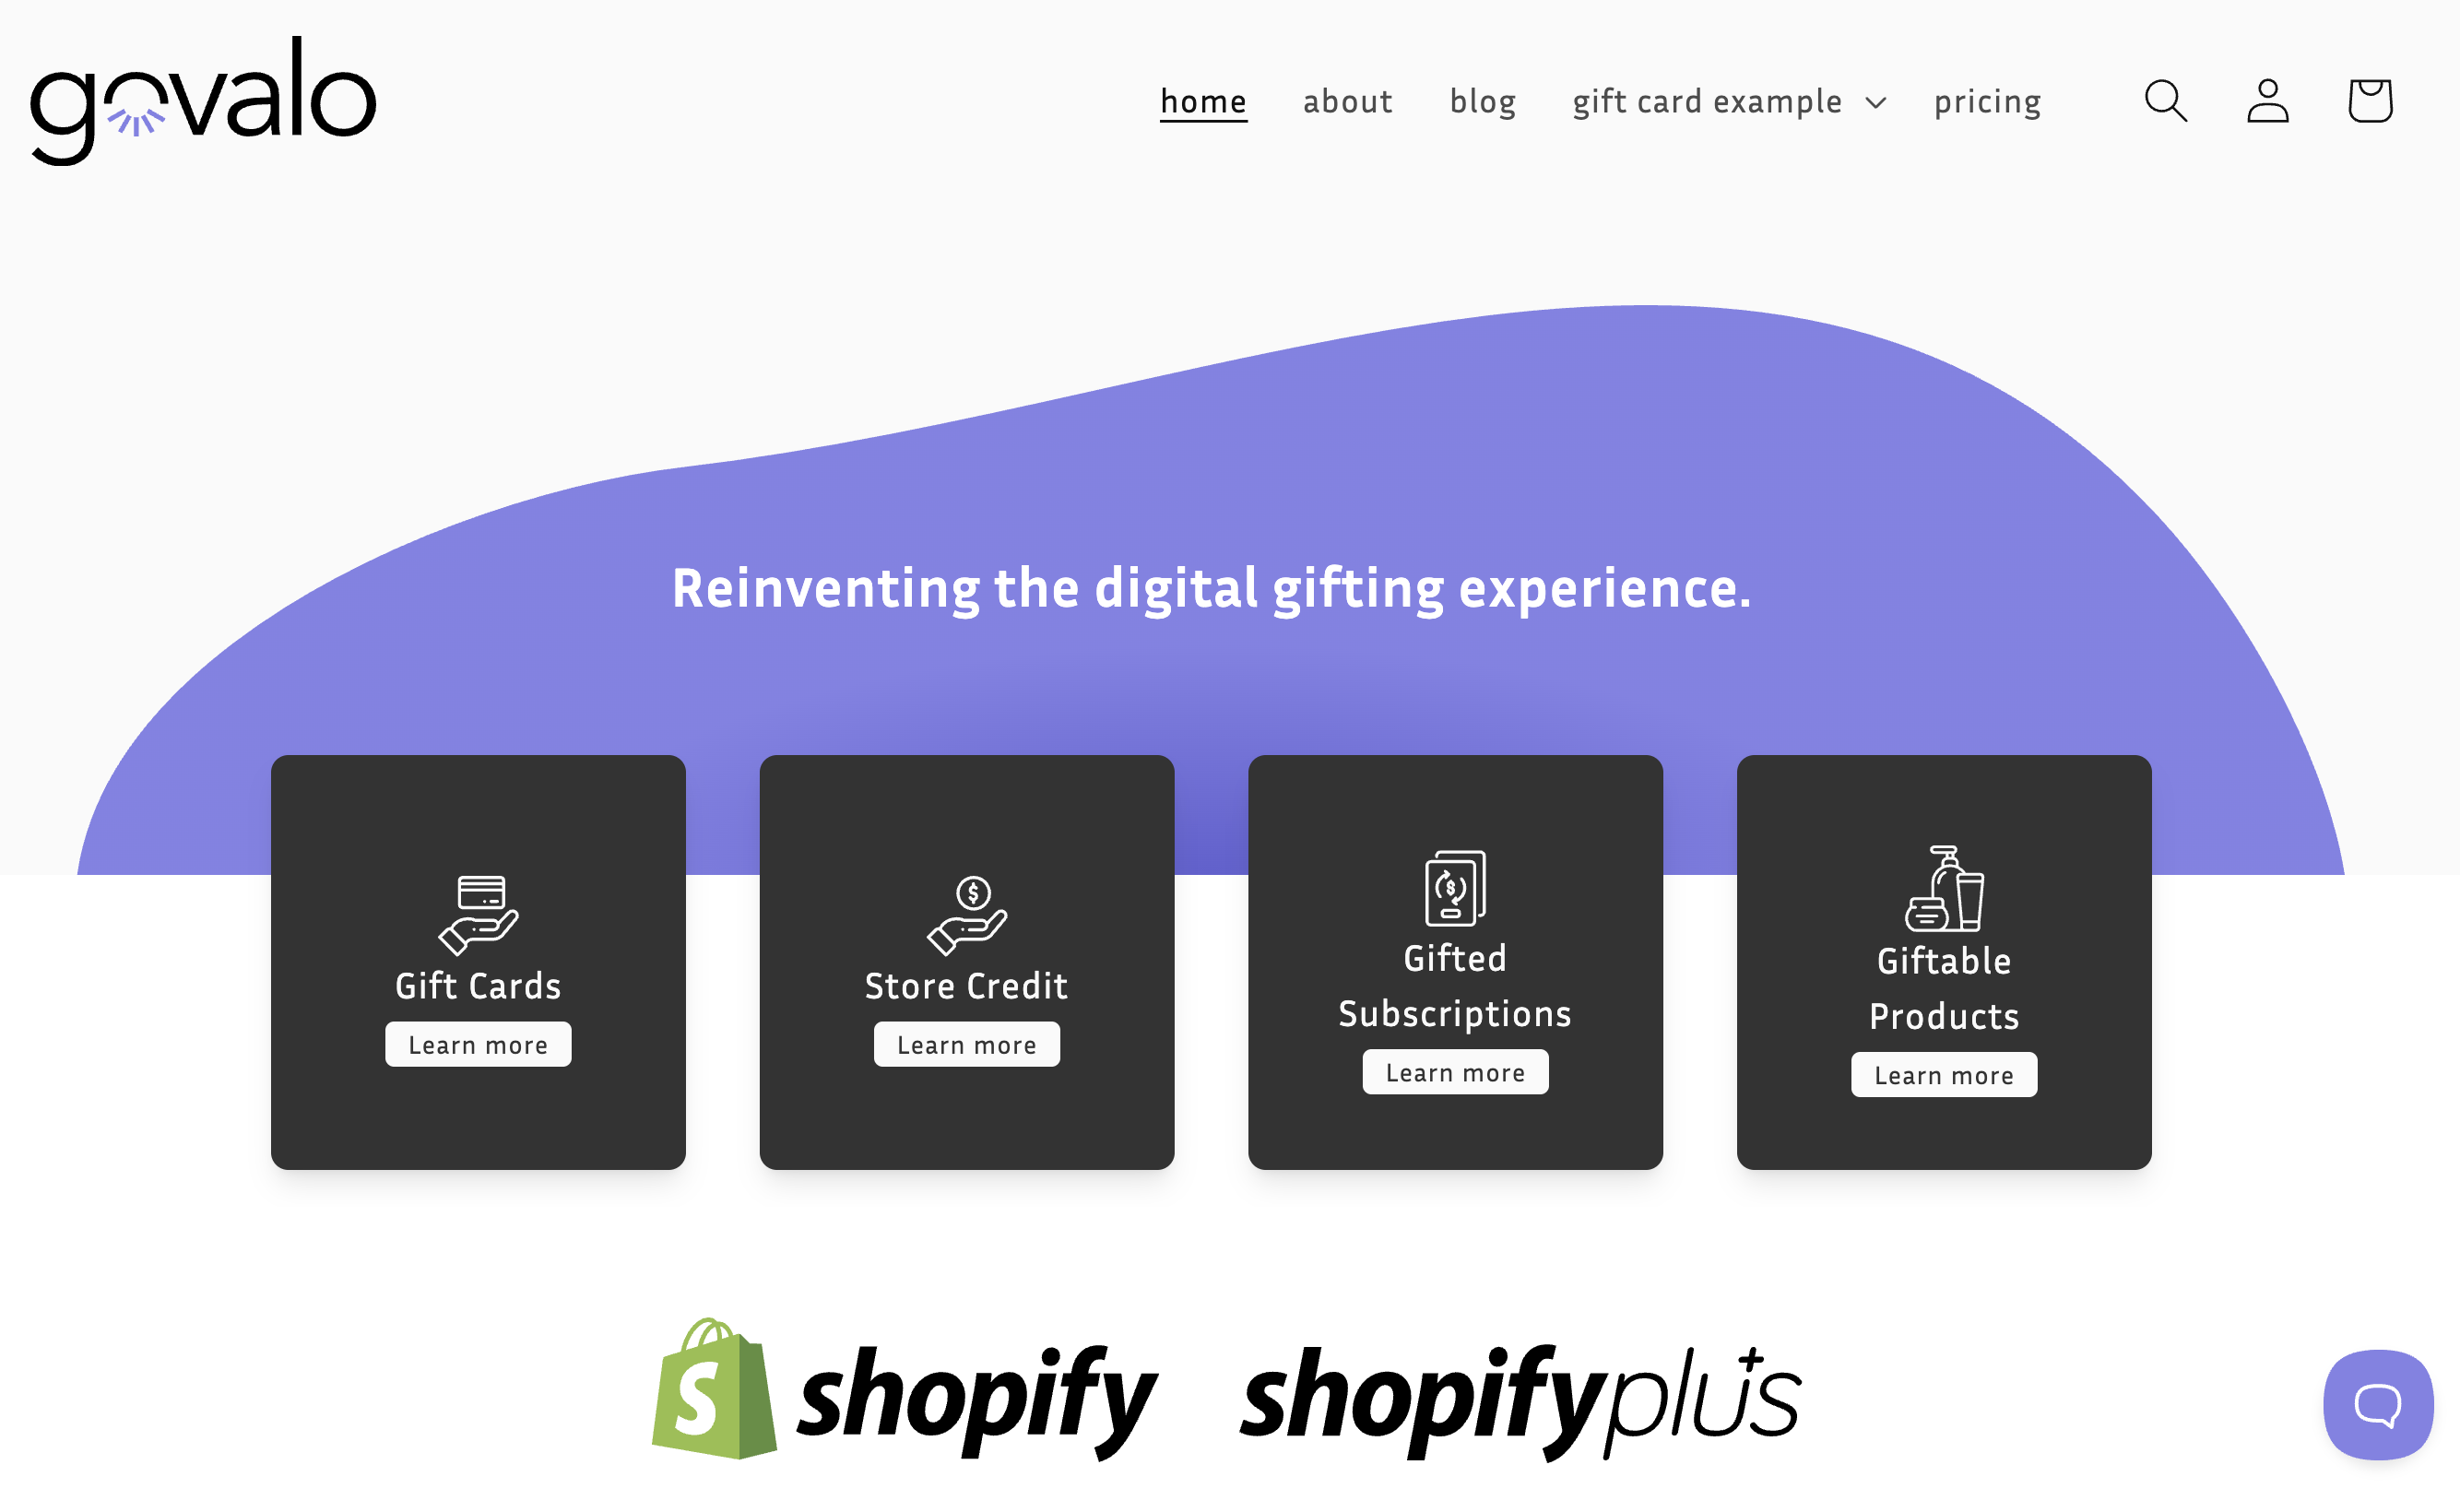 govalo
home about blog gift card example pricing
Reinventing the digital gifting experience.
Gift Cards
Learn more
Store Credit
Learn more
Gifted
Subscriptions
Learn more
Giftable
Products
Learn more
shopify
shopifyplus